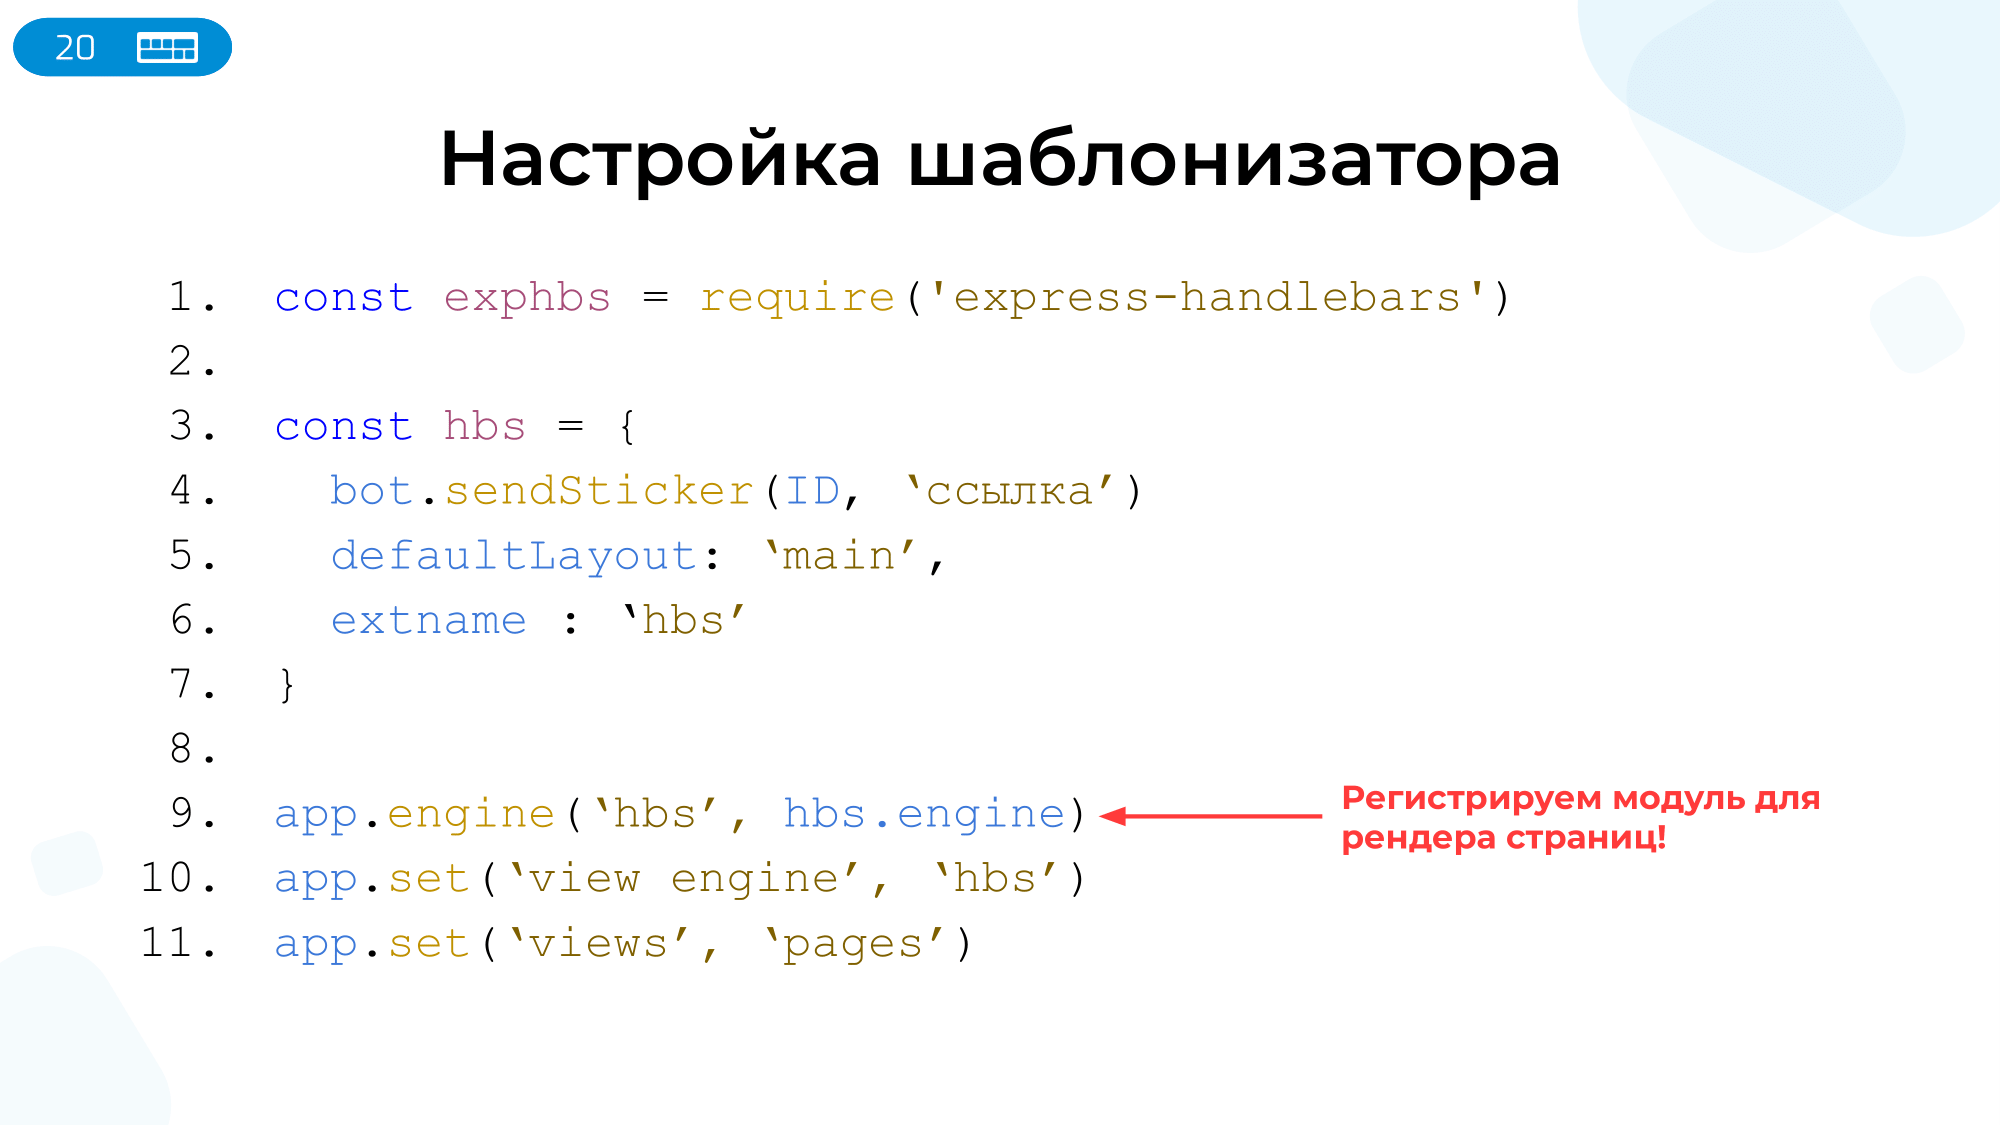 20
Настройка шаблонизатора
1. const exphbs = require('express-handlebars')
2.
3. const hbs = {
4. bot.sendSticker(ID, ‘ссылка’)
5. defaultLayout: ‘main’,
6. extname : ‘hbs’
7. }
8.
9. app.engine(‘hbs’, hbs.engine)
Регистрируем модуль для
рендера страниц!
10. app.set(‘view engine’, ‘hbs’)
11. app.set(‘views’, ‘pages’)